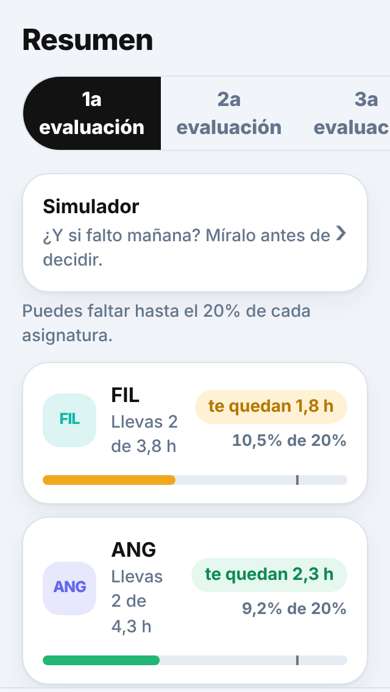 Resumen
1a
evaluación
2a
evaluación
3a
evaluac
Simulador
¿Y si falto mañana? Míralo antes de
decidir.
Puedes faltar hasta el 20% de cada
asignatura.
FIL
FIL
Llevas 2
de 3,8 h
te quedan 1,8 h
10,5% de 20%
ANG
ANG
Llevas
2 de
4,3 h
te quedan 2,3 h
9,2% de 20%